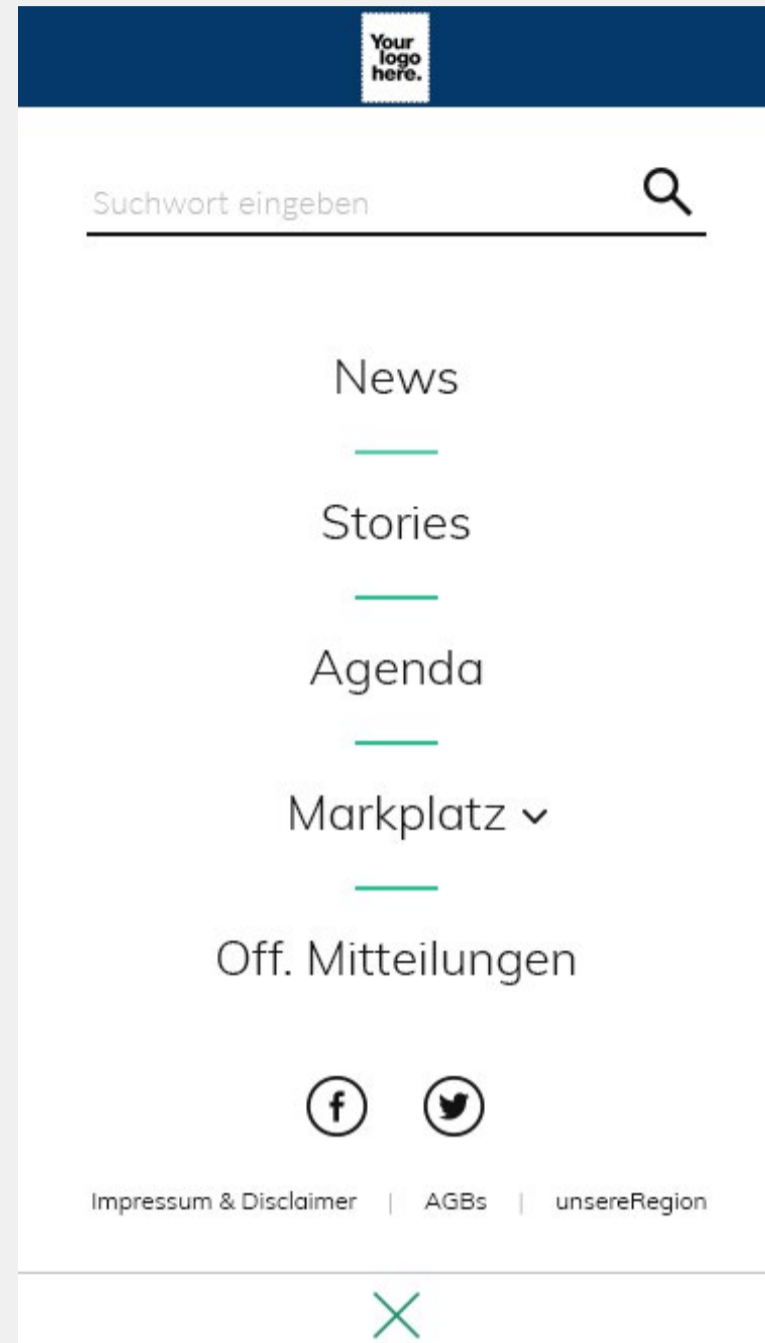 Your
logo
here.
Suchwort eingeben
News
Stories
Agenda
Markplatz
Off. Mitteilungen
Impressum & Disclaimer | AGBs | unsereRegion